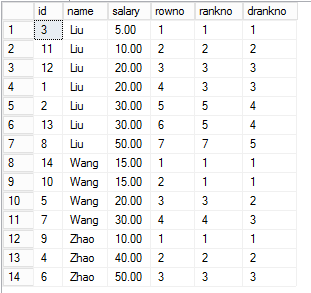 id name salary rowno rankno drankno
1 3 Liu 5.00 1 1 1
2 11 Liu 10.00 2 2 2
3 12 Liu 20.00 3 3 3
4 1 Liu 20.00 4 3 3
5 2 Liu 30.00 5 5 4
6 13 Liu 30.00 6 5 4
7 8 Liu 50.00 7 7 5
8 14 Wang 15.00 1 1 1
9 10 Wang 15.00 2 1 1
10 5 Wang 20.00 3 3 2
11 7 Wang 30.00 4 4 3
12 9 Zhao 10.00 1 1 1
13 4 Zhao 40.00 2 2 2
14 6 Zhao 50.00 3 3 3